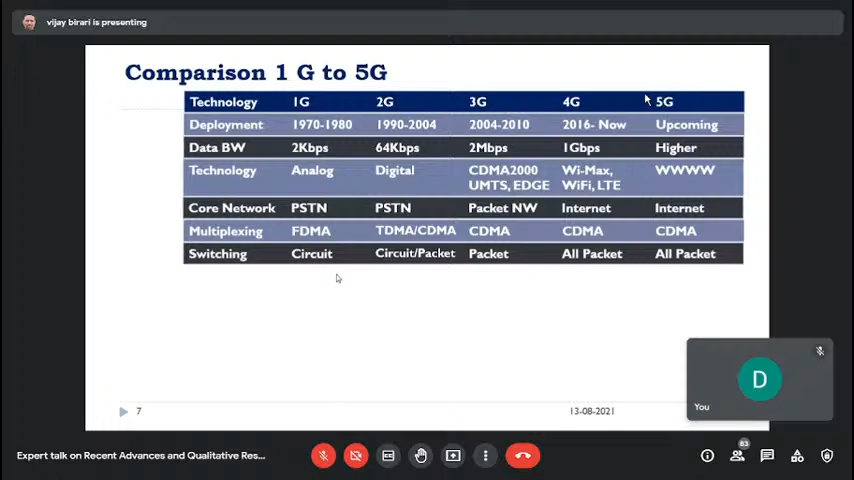 vijay birari is presenting
Comparison 1 G to 5G
Technology 1G 2G 3G 4G 5G
Deployment 1970-1980 1990-2004 2004-2010 2016- Now Upcoming
Data BW 2Kbps 64Kbps 2Mbps 1Gbps Higher
Technology Analog Digital CDMA2000 Wi-Max, WWWW
UMTS, EDGE WiFi, LTE
Core Network PSTN PSTN Packet NW Internet Internet
Multiplexing FDMA TDMA/CDMA CDMA CDMA CDMA
Switching Circuit Circuit/Packet Packet All Packet All Packet
D
You
7 13-08-2021
83
Expert talk on Recent Advances and Qualitative Res...